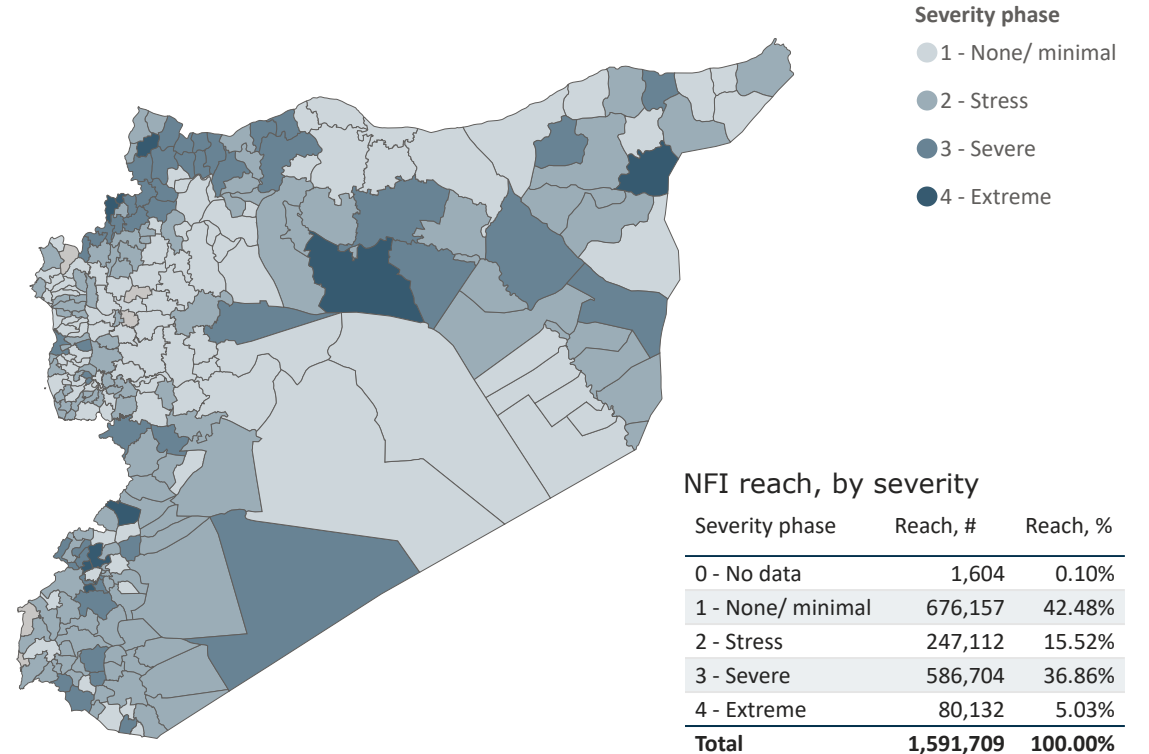 Severity phase
1 - None/ minimal
2 - Stress
3 - Severe
4 - Extreme
NFI reach, by severity
Severity phase Reach, # Reach, %
0 - No data 1,604 0.10%
1 - None/ minimal 676,157 42.48%
2 - Stress 247,112 15.52%
3 - Severe 586,704 36.86%
4 - Extreme 80,132 5.03%
Total 1,591,709 100.00%